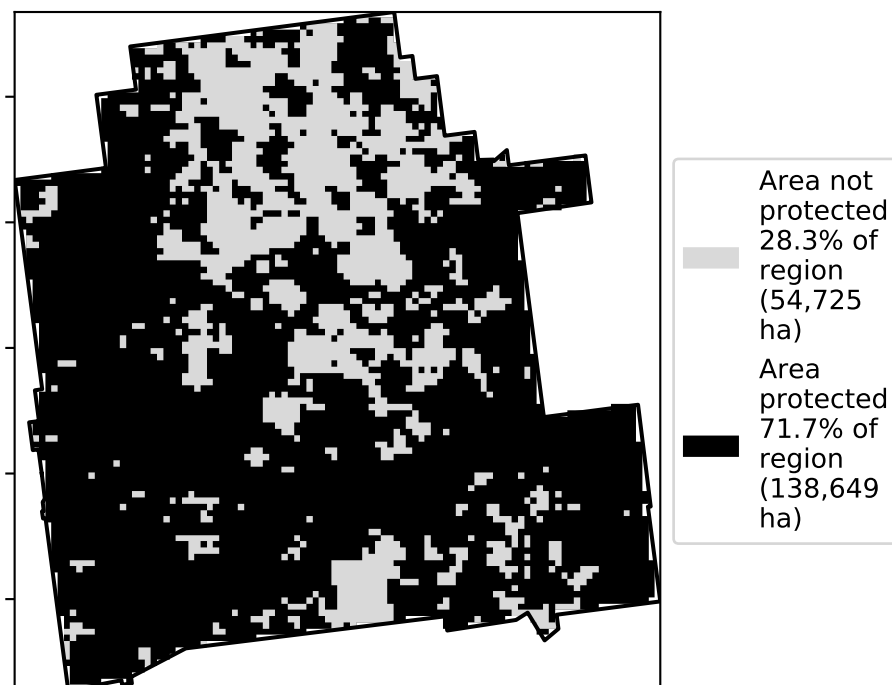 Area not
protected
28.3% of
region
(54,725
ha)
Area
protected
71.7% of
region
(138,649
ha)